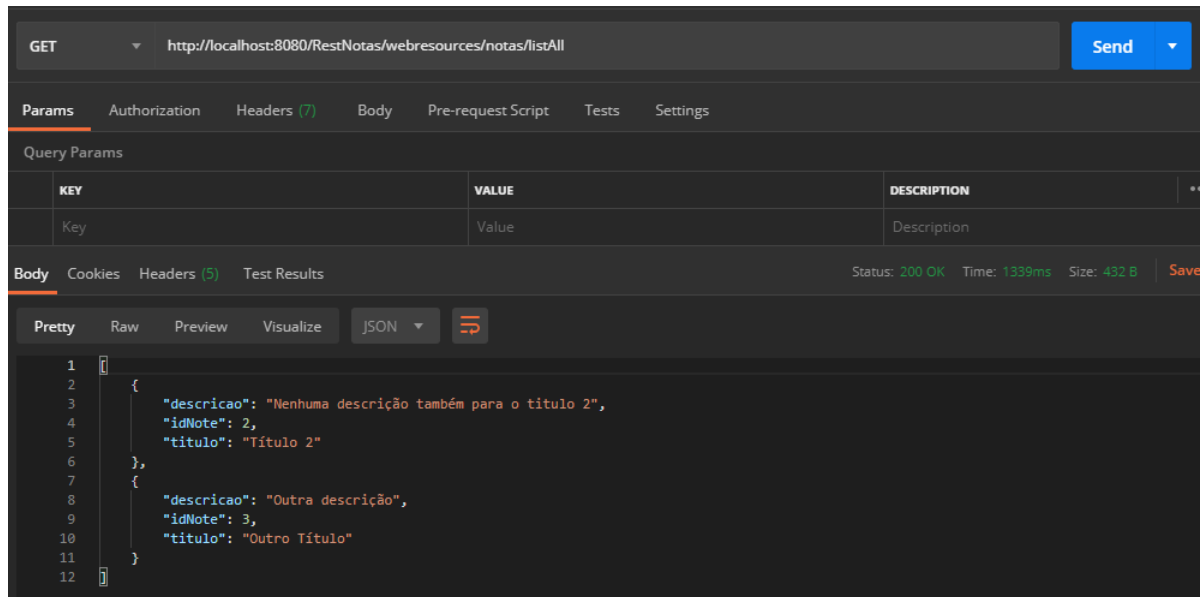 GET http://localhost:8080/RestNotas/webresources/notas/listAll Send
Params Authorization Headers (7) Body Pre-request Script Tests Settings
Query Params
KEY VALUE DESCRIPTION
Key Value Description
Body Cookies Headers (5) Test Results Status: 200 OK Time: 1339ms Size: 432 B Save
Pretty Raw Preview Visualize JSON
1 [
2 {
3 "descricao": "Nenhuma descrição também para o titulo 2",
4 "idNote": 2,
5 "titulo": "Título 2"
6 },
7 {
8 "descricao": "Outra descrição",
9 "idNote": 3,
10 "titulo": "Outro Título"
11 }
12 ]